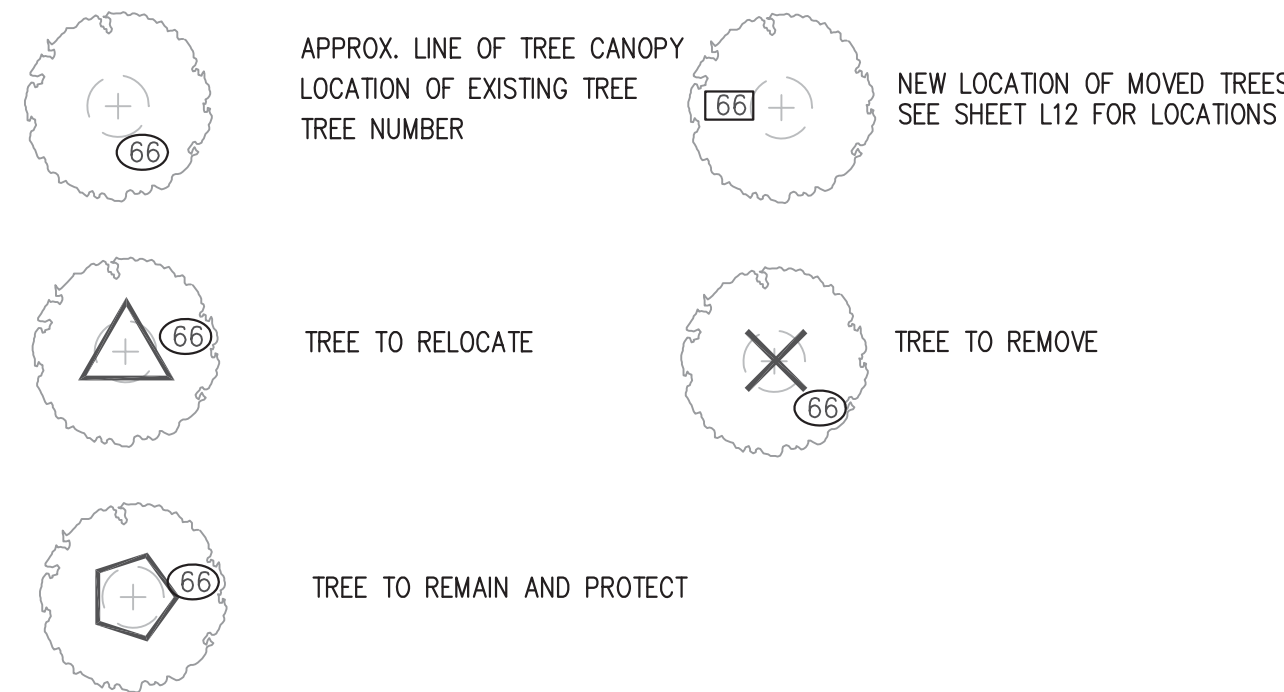 APPROX. LINE OF TREE CANOPY
LOCATION OF EXISTING TREE
TREE NUMBER
66
66
NEW LOCATION OF MOVED TREES
SEE SHEET L12 FOR LOCATIONS
66
TREE TO RELOCATE
66
TREE TO REMOVE
66
TREE TO REMAIN AND PROTECT